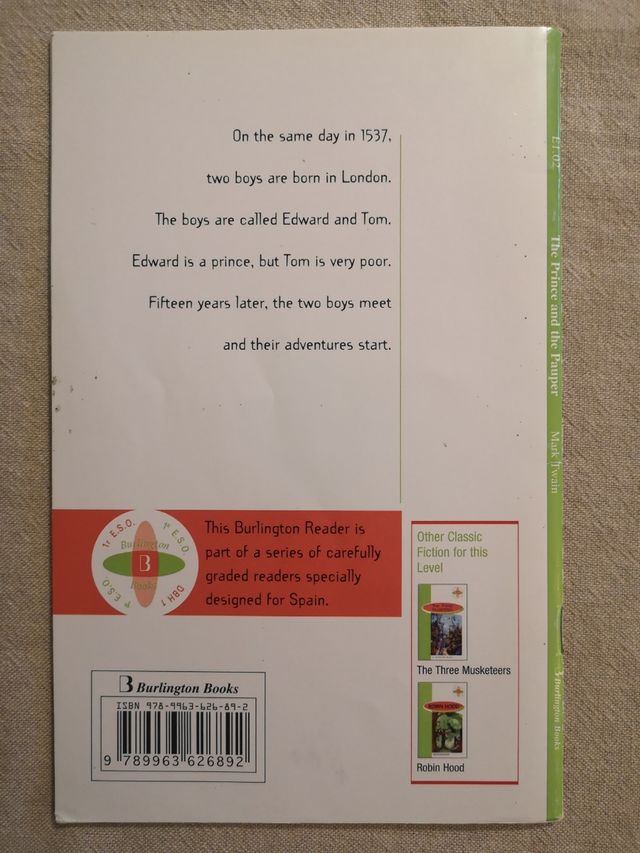 On the same day in 1537,
two boys are born in London.
The boys are called Edward and Tom.
Edward is a prince, but Tom is very poor.
Fifteen years later, the two boys meet
and their adventures start.
This Burlington Reader is
part of a series of carefully
graded readers specially
designed for Spain.
1r E.S.O.
1º E.S.O.
1º E.S.O.
DBH 1
Burlington
B
Books
Other Classic
Fiction for this
Level
The Three Musketeers
ROBIN HOOD
Robin Hood
B Burlington Books
ISBN 978-9963-626-89-2
9 789963 626892
The Prince and the Pauper
Mark Twain
B Burlington Books